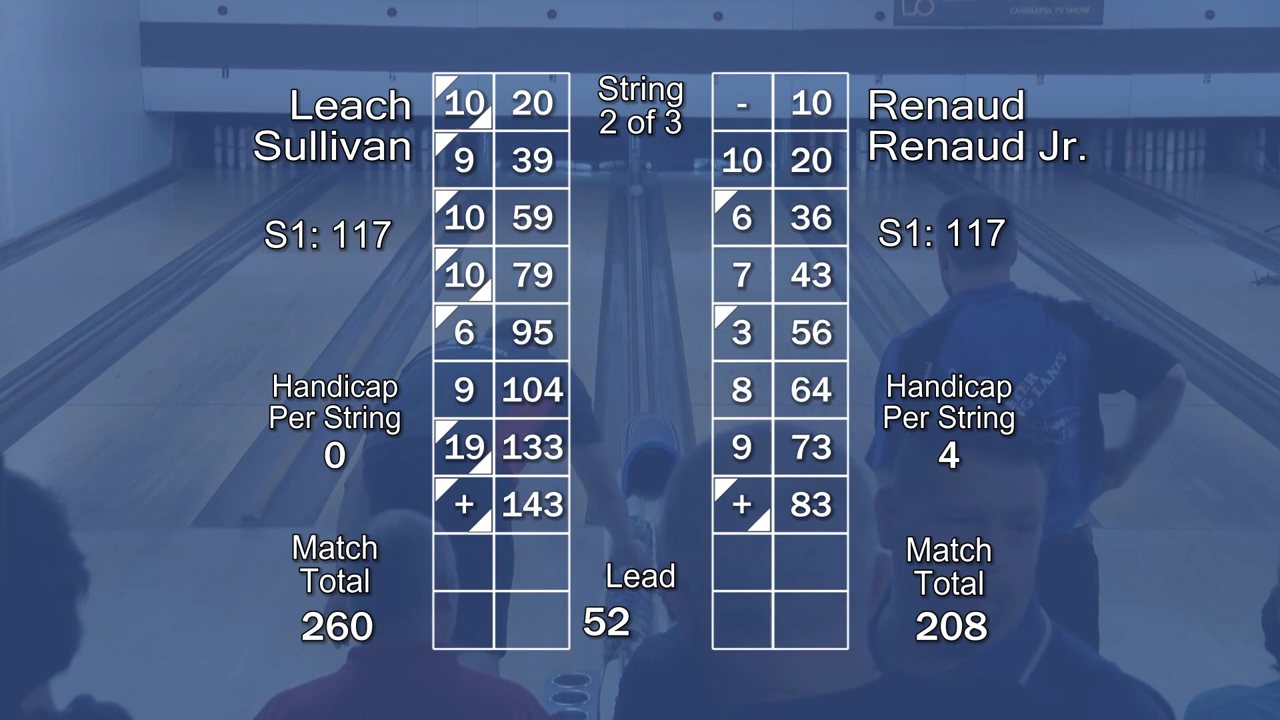 CANDLEPIN TV SHOW
Leach
Sullivan
S1: 117
Handicap
Per String
0
Match
Total
260
10 20
9 39
10 59
10 79
6 95
9 104
19 133
+ 143
String
2 of 3
Lead
52
- 10
10 20
6 36
7 43
3 56
8 64
9 73
+ 83
Renaud
Renaud Jr.
S1: 117
Handicap
Per String
4
Match
Total
208